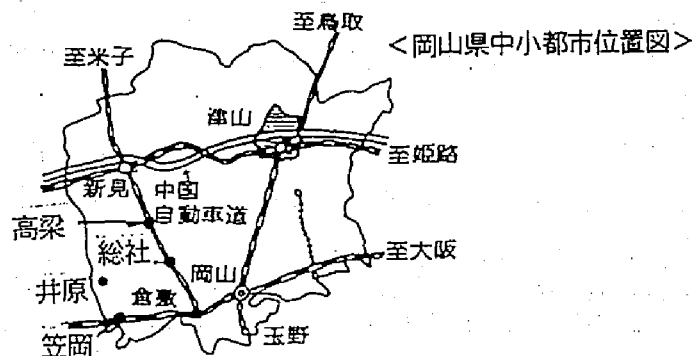 至鳥取
<岡山県中小都市位置図>
至米子
津山
至姫路
新見
中国
自動車道
高梁
総社
岡山
至大阪
井原
倉敷
笠岡
玉野